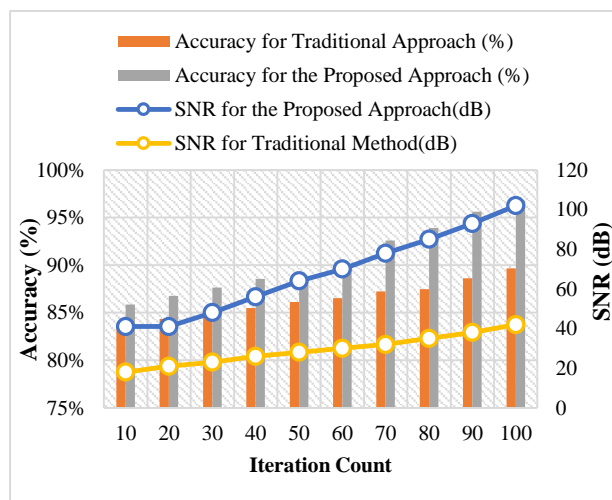 Accuracy for Traditional Approach (%)
Accuracy for the Proposed Approach (%)
SNR for the Proposed Approach(dB)
SNR for Traditional Method(dB)
100%
95%
90%
85%
80%
75%
Accuracy (%)
120
100
80
60
40
20
0
SNR (dB)
10 20 30 40 50 60 70 80 90 100
Iteration Count